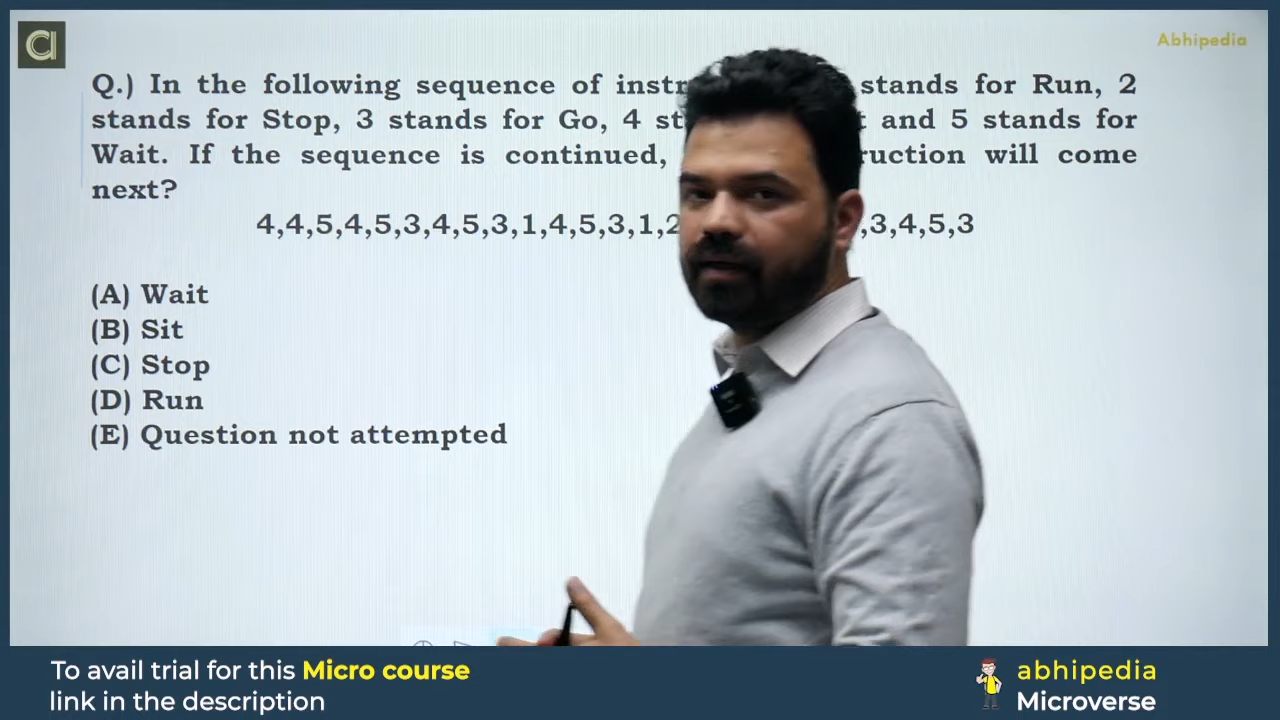 Abhipedia
Q.) In the following sequence of stands for Run, 2
stands for Stop, 3 stands for Go, 4 and 5 stands for
Wait. If the sequence is continued, will come
next?
4,4,5,4,5,3,4,5,3,1,4,5,3,1,2 ,3,4,5,3
(A) Wait
(B) Sit
(C) Stop
(D) Run
(E) Question not attempted
To avail trial for this Micro course
link in the description
abhipedia
Microverse